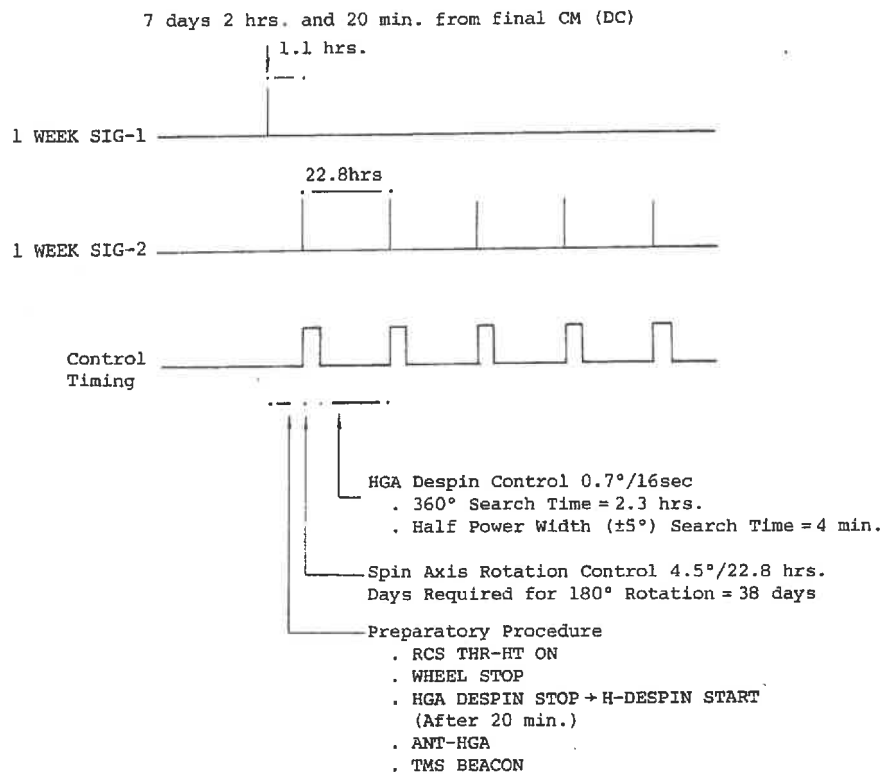 7 days 2 hrs. and 20 min. from final CM (DC)
1.1 hrs.
1 WEEK SIG-1
22.8hrs
1 WEEK SIG-2
Control
Timing
HGA Despin Control 0.7°/16sec
. 360° Search Time = 2.3 hrs.
. Half Power Width (±5°) Search Time = 4 min.
Spin Axis Rotation Control 4.5°/22.8 hrs.
Days Required for 180° Rotation = 38 days
Preparatory Procedure
. RCS THR-HT ON
. WHEEL STOP
. HGA DESPIN STOP → H-DESPIN START
(After 20 min.)
. ANT-HGA
. TMS BEACON